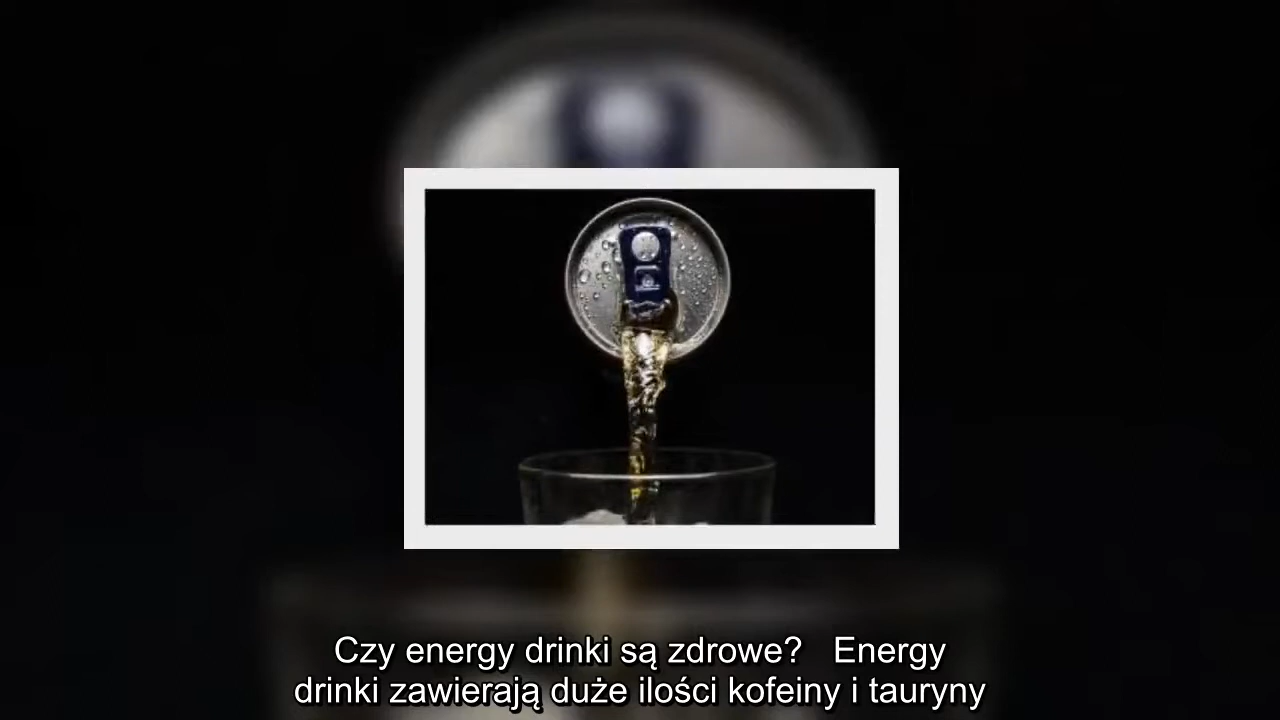 Czy energy drinki są zdrowe? Energy
drinki zawierają duże ilości kofeiny i tauryny